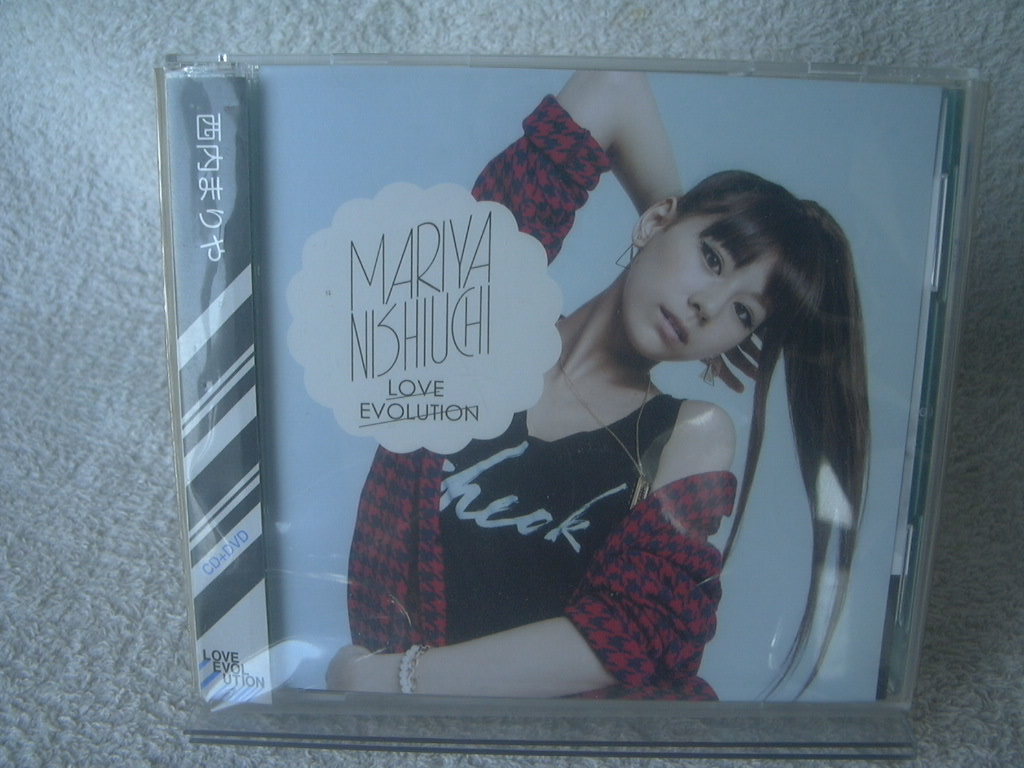 西内まりや
CD+DVD
LOVE
EVOL
UTION
MARIYA
NISHIUCHI
LOVE
EVOLUTION